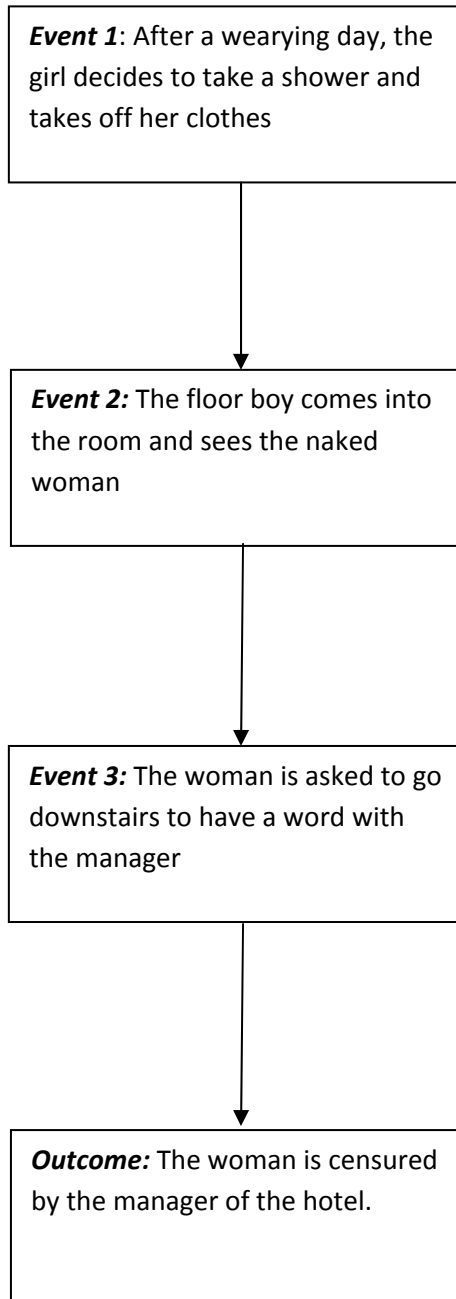 Event 1: After a wearying day, the
girl decides to take a shower and
takes off her clothes
Event 2: The floor boy comes into
the room and sees the naked
woman
Event 3: The woman is asked to go
downstairs to have a word with
the manager
Outcome: The woman is censured
by the manager of the hotel.